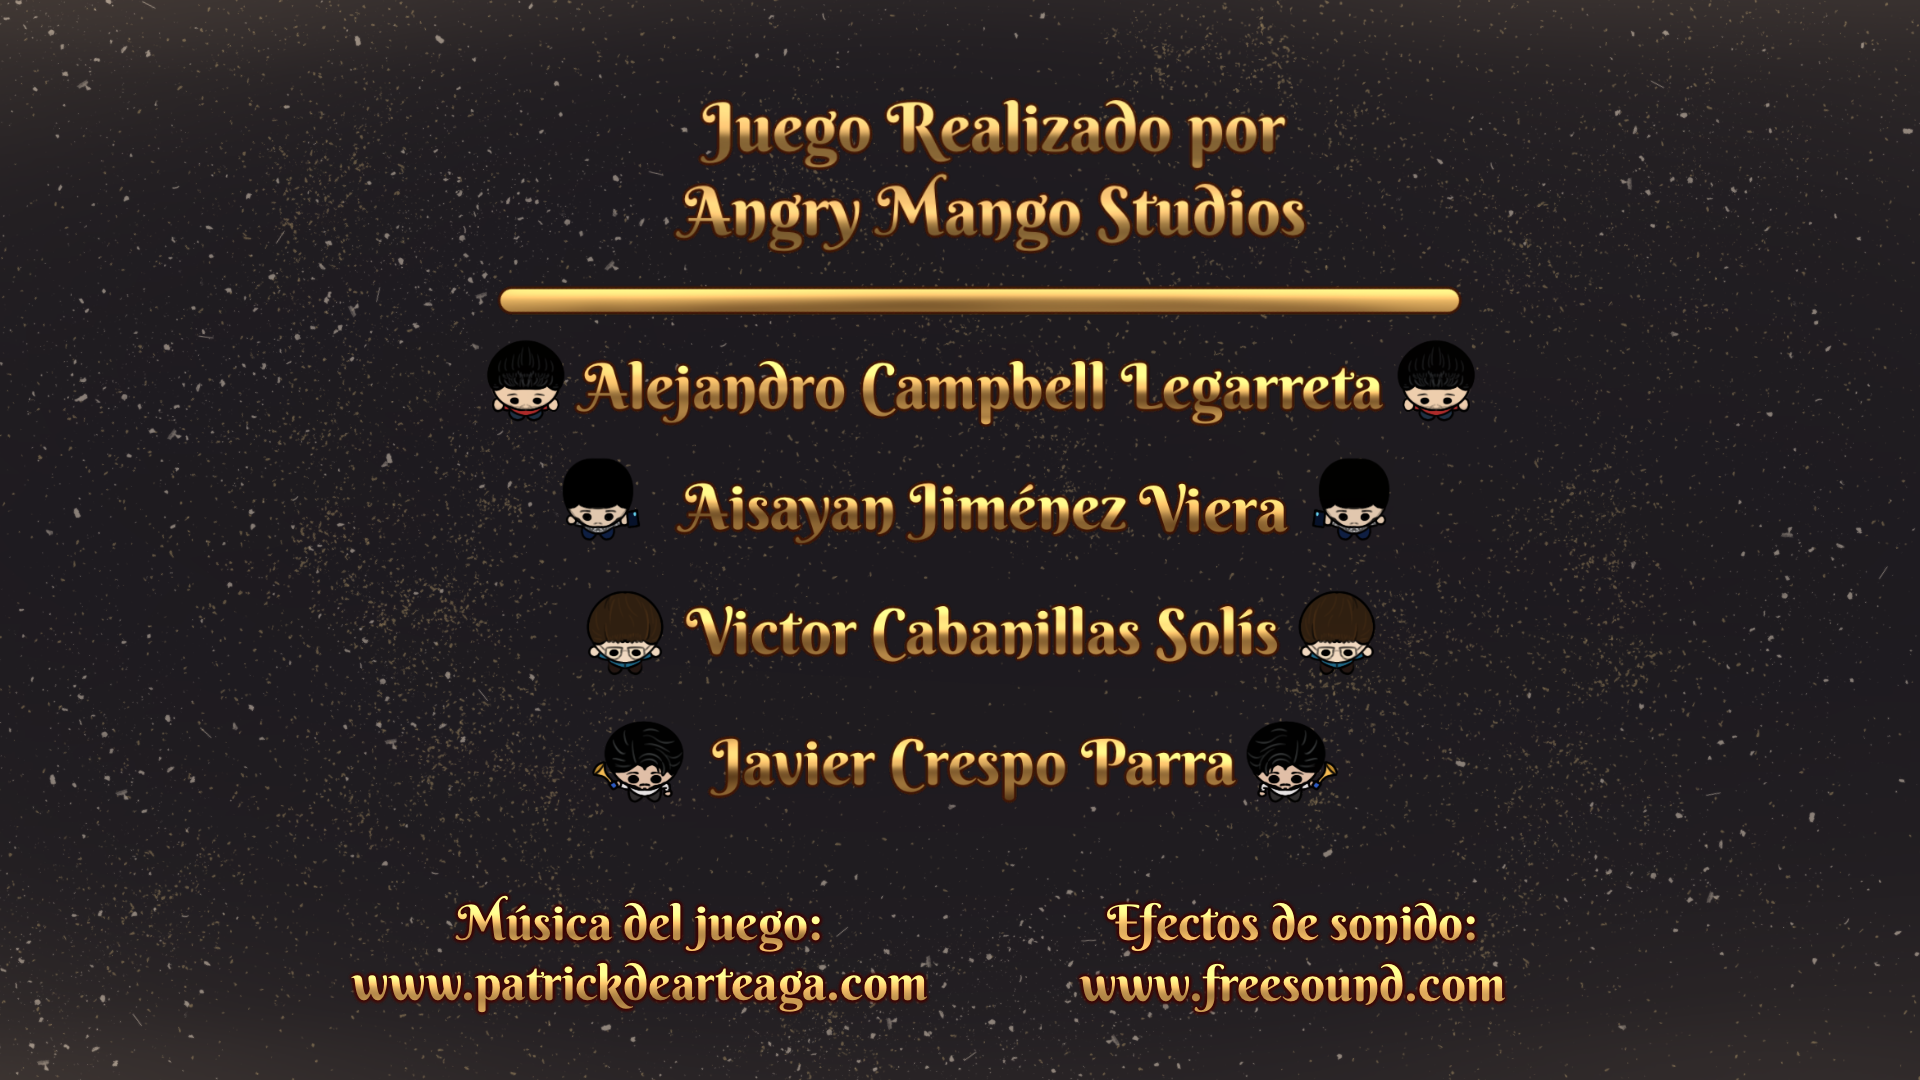 Juego Realizado por
Angry Mango Studios
Alejandro Campbell Legarreta
Aisayan Jiménez Viera
Victor Cabanillas Solís
Javier Crespo Parra
Música del juego:
www.patrickdearteaga.com
Efectos de sonido:
www.freesound.com